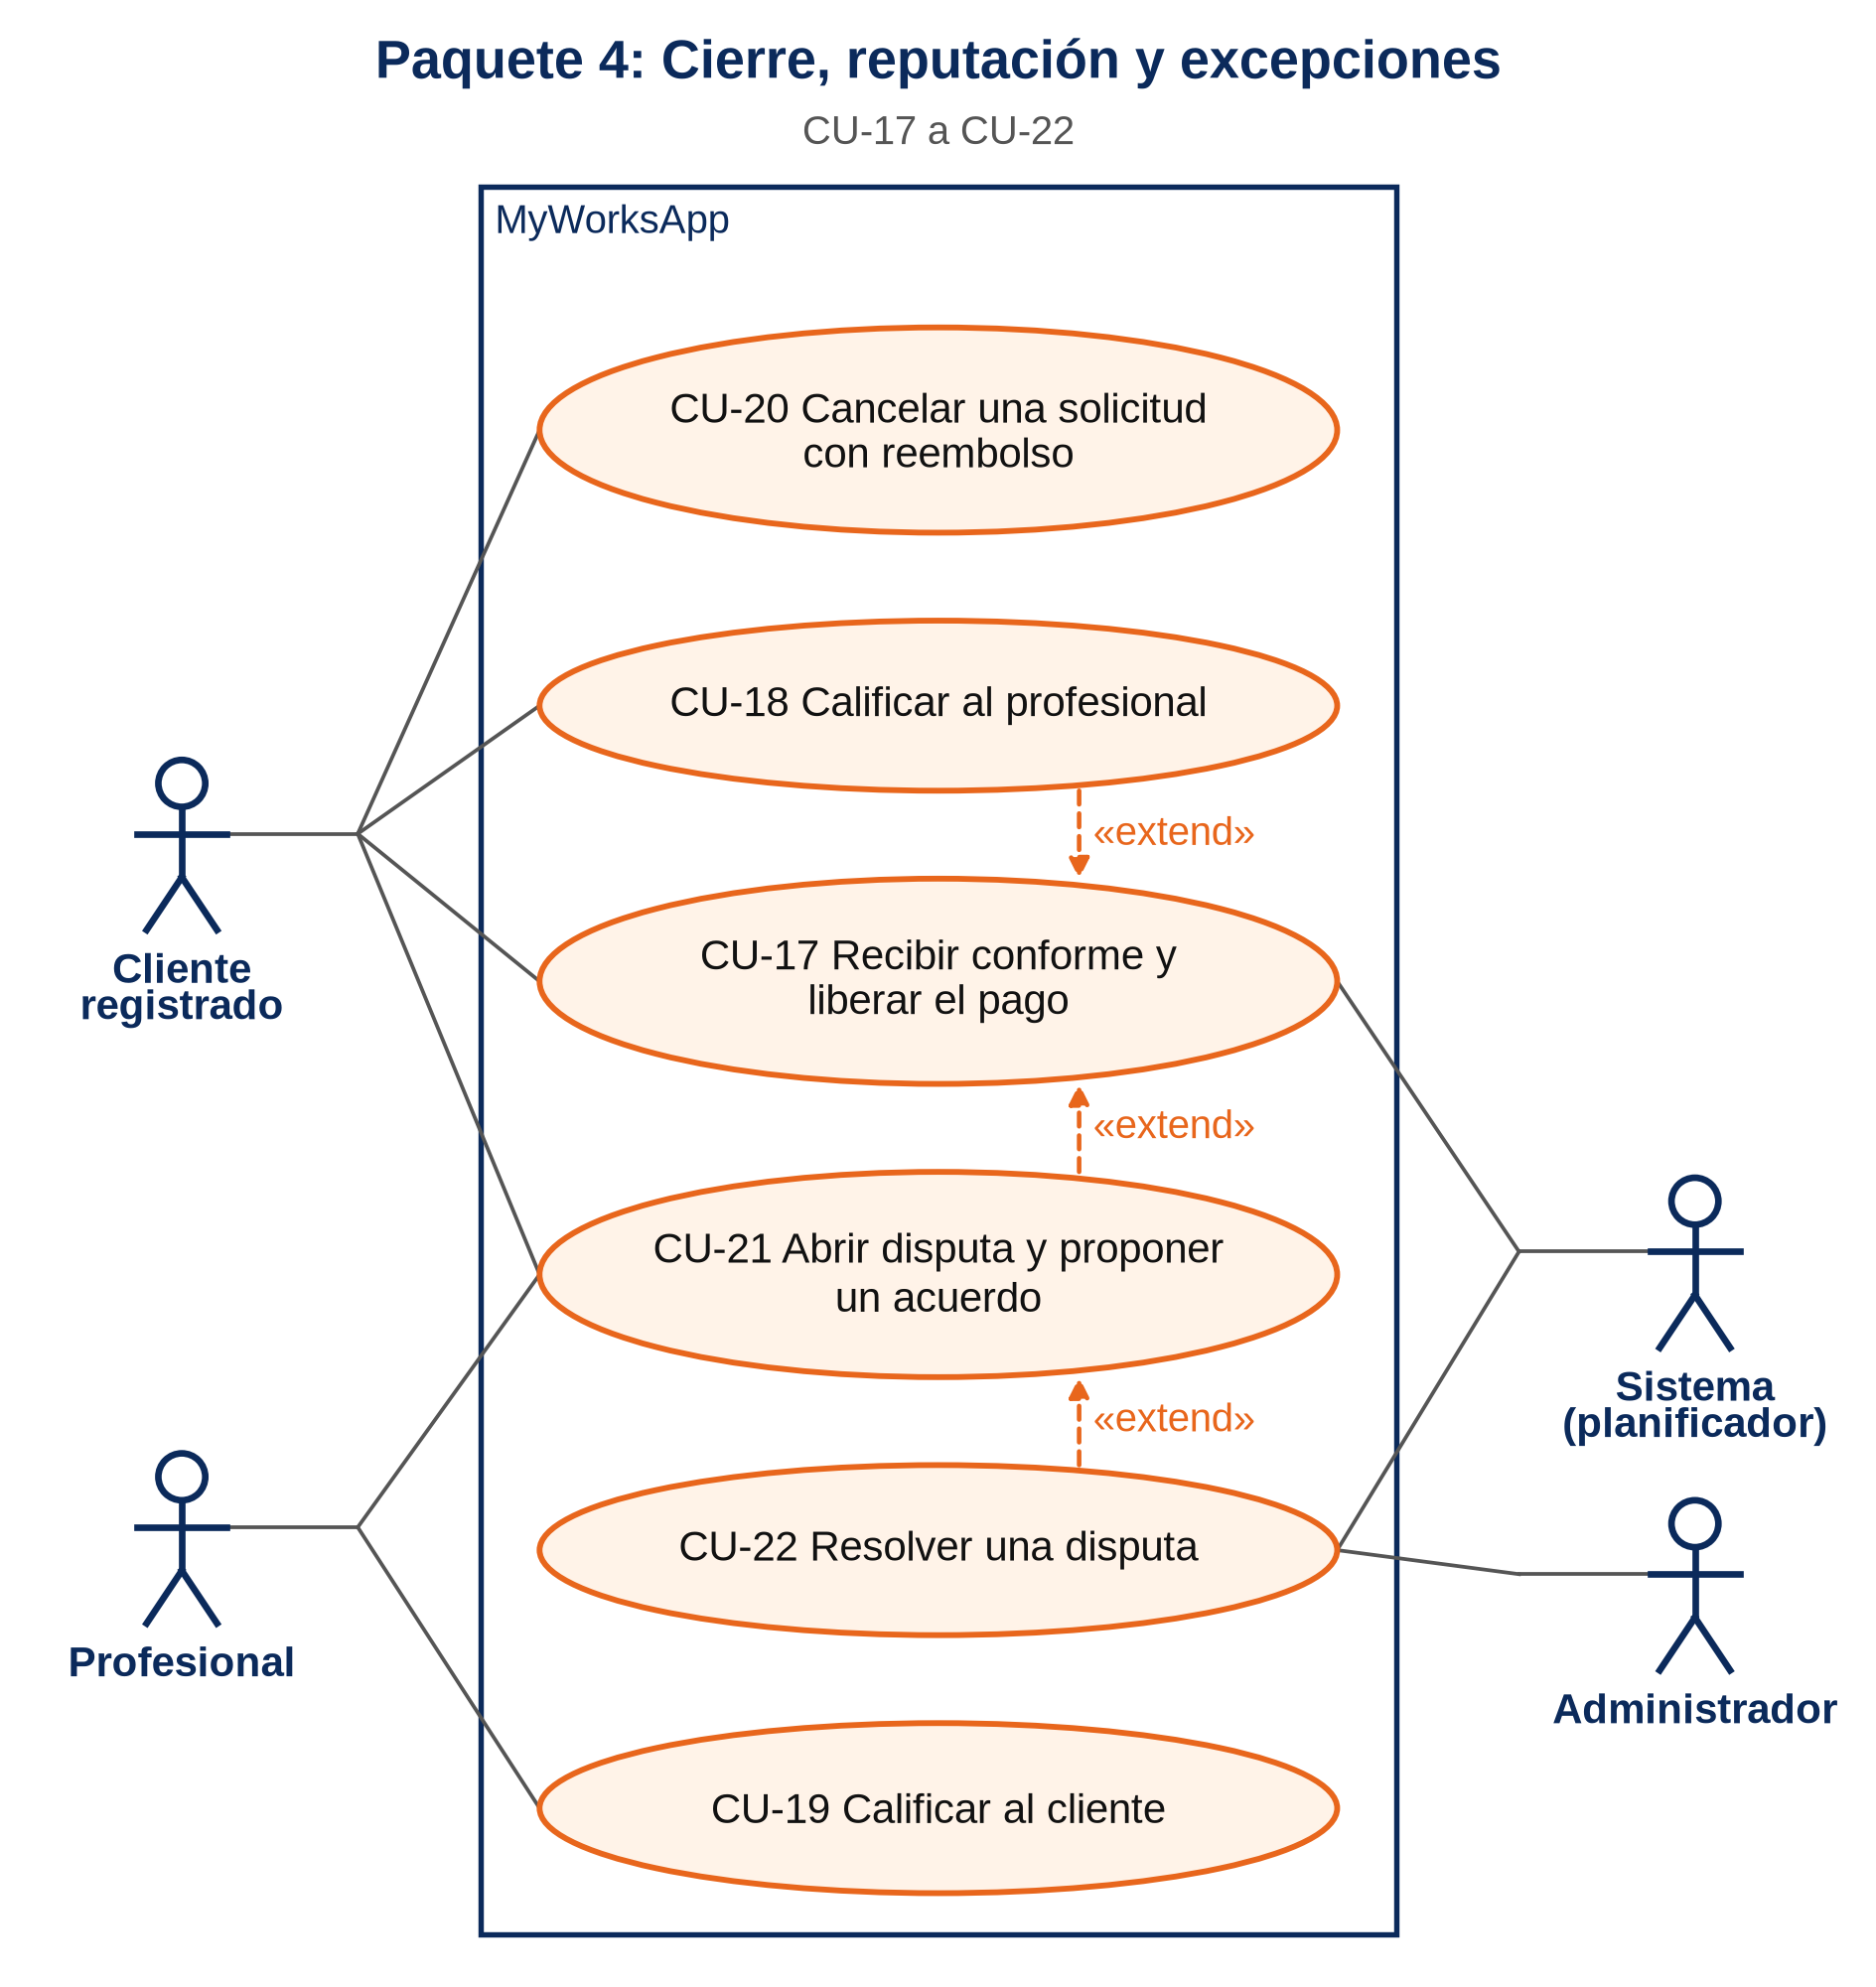 Paquete 4: Cierre, reputación y excepciones
CU-17 a CU-22
MyWorksApp
CU-20 Cancelar una solicitud
con reembolso
CU-18 Calificar al profesional
«extend»
Cliente
registrado
CU-17 Recibir conforme y
liberar el pago
«extend»
CU-21 Abrir disputa y proponer
un acuerdo
Sistema
(planificador)
«extend»
CU-22 Resolver una disputa
Profesional
Administrador
CU-19 Calificar al cliente